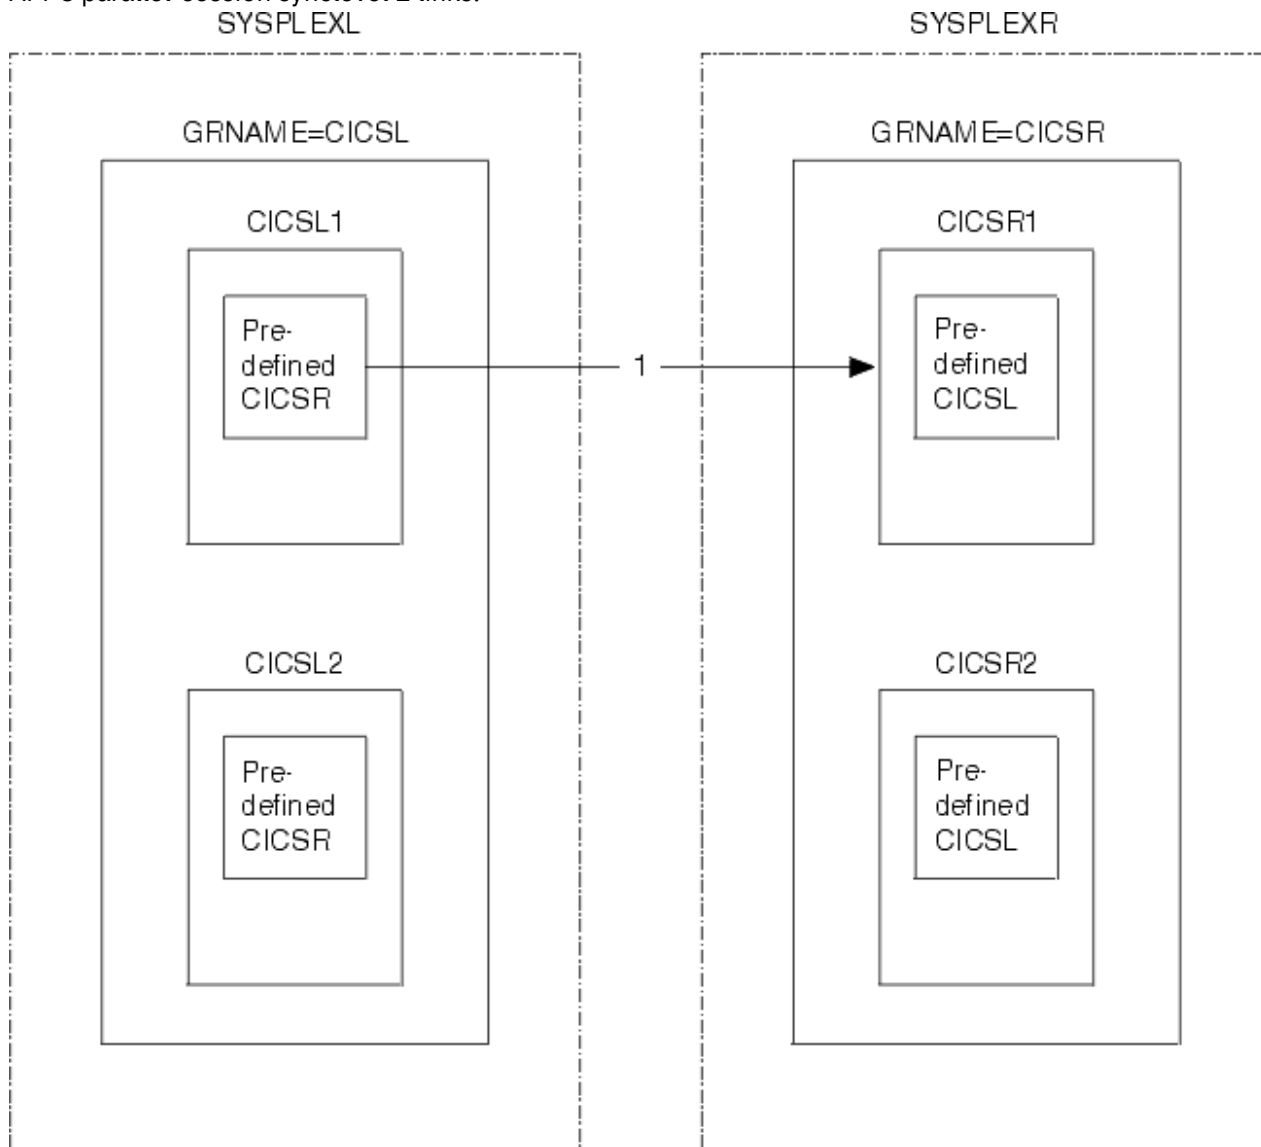 SYSPLEXL
SYSPLEXR
GRNAME=CICSL
GRNAME=CICSR
CICSL1
CICSR1
Pre-
defined
CICSR
1
Pre-
defined
CICSL
CICSL2
CICSR2
Pre-
defined
CICSR
Pre-
defined
CICSL